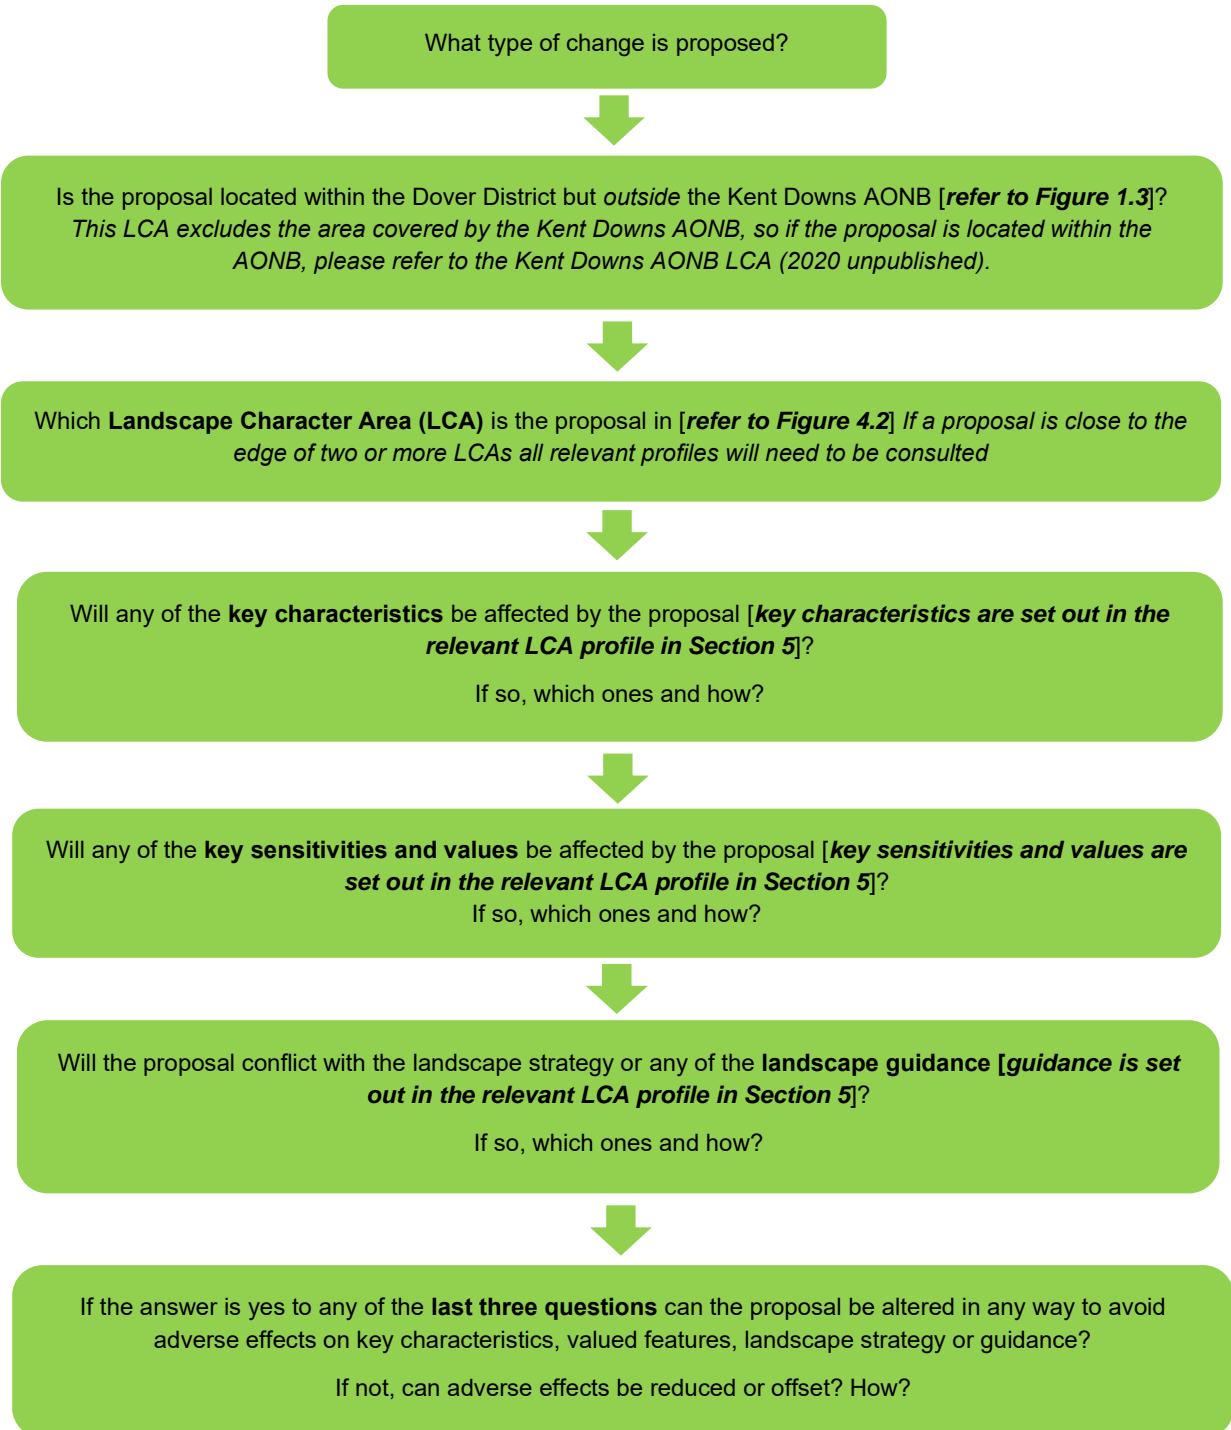 What type of change is proposed?
Is the proposal located within the Dover District but outside the Kent Downs AONB [refer to Figure 1.3]?
This LCA excludes the area covered by the Kent Downs AONB, so if the proposal is located within the
AONB, please refer to the Kent Downs AONB LCA (2020 unpublished).
Which Landscape Character Area (LCA) is the proposal in [refer to Figure 4.2] If a proposal is close to the
edge of two or more LCAs all relevant profiles will need to be consulted
Will any of the key characteristics be affected by the proposal [key characteristics are set out in the
relevant LCA profile in Section 5]?
If so, which ones and how?
Will any of the key sensitivities and values be affected by the proposal [key sensitivities and values are
set out in the relevant LCA profile in Section 5]?
If so, which ones and how?
Will the proposal conflict with the landscape strategy or any of the landscape guidance [guidance is set
out in the relevant LCA profile in Section 5]?
If so, which ones and how?
If the answer is yes to any of the last three questions can the proposal be altered in any way to avoid
adverse effects on key characteristics, valued features, landscape strategy or guidance?
If not, can adverse effects be reduced or offset? How?